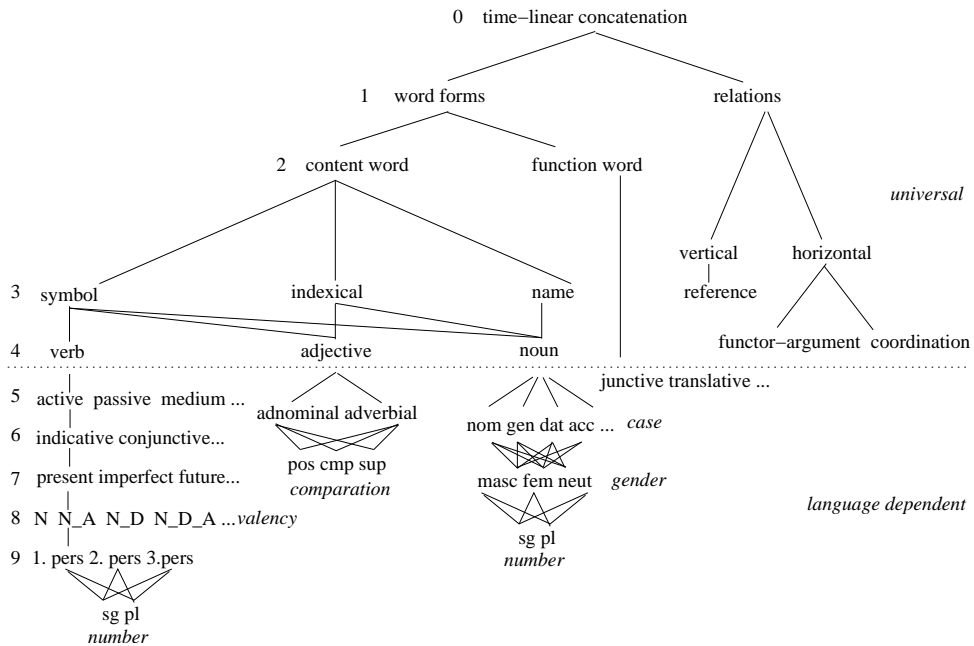 0 time−linear concatenation
1 word forms relations
2 content word function word
universal
vertical horizontal
3 symbol indexical name reference
functor−argument coordination
4 verb adjective noun
junctive translative ...
5 active passive medium ...
adnominal adverbial
nom gen dat acc ... case
6 indicative conjunctive...
pos cmp sup
7 present imperfect future... masc fem neut gender
comparation
language dependent
8 N N_A N_D N_D_A ...valency
sg pl
9 1. pers 2. pers 3.pers number
sg pl
number